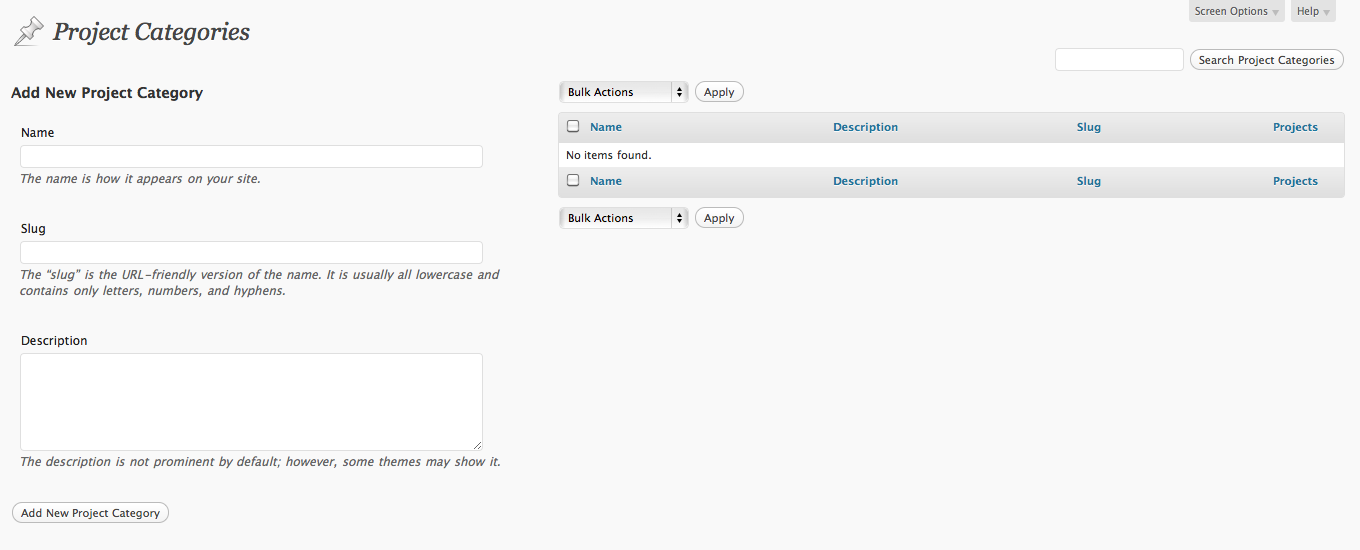 Screen Options
Help
Project Categories
Search Project Categories
Add New Project Category
Name
The name is how it appears on your site.
Slug
The “slug” is the URL-friendly version of the name. It is usually all lowercase and
contains only letters, numbers, and hyphens.
Description
The description is not prominent by default; however, some themes may show it.
Add New Project Category
Bulk Actions Apply
Name Description Slug Projects
No items found.
Name Description Slug Projects
Bulk Actions Apply